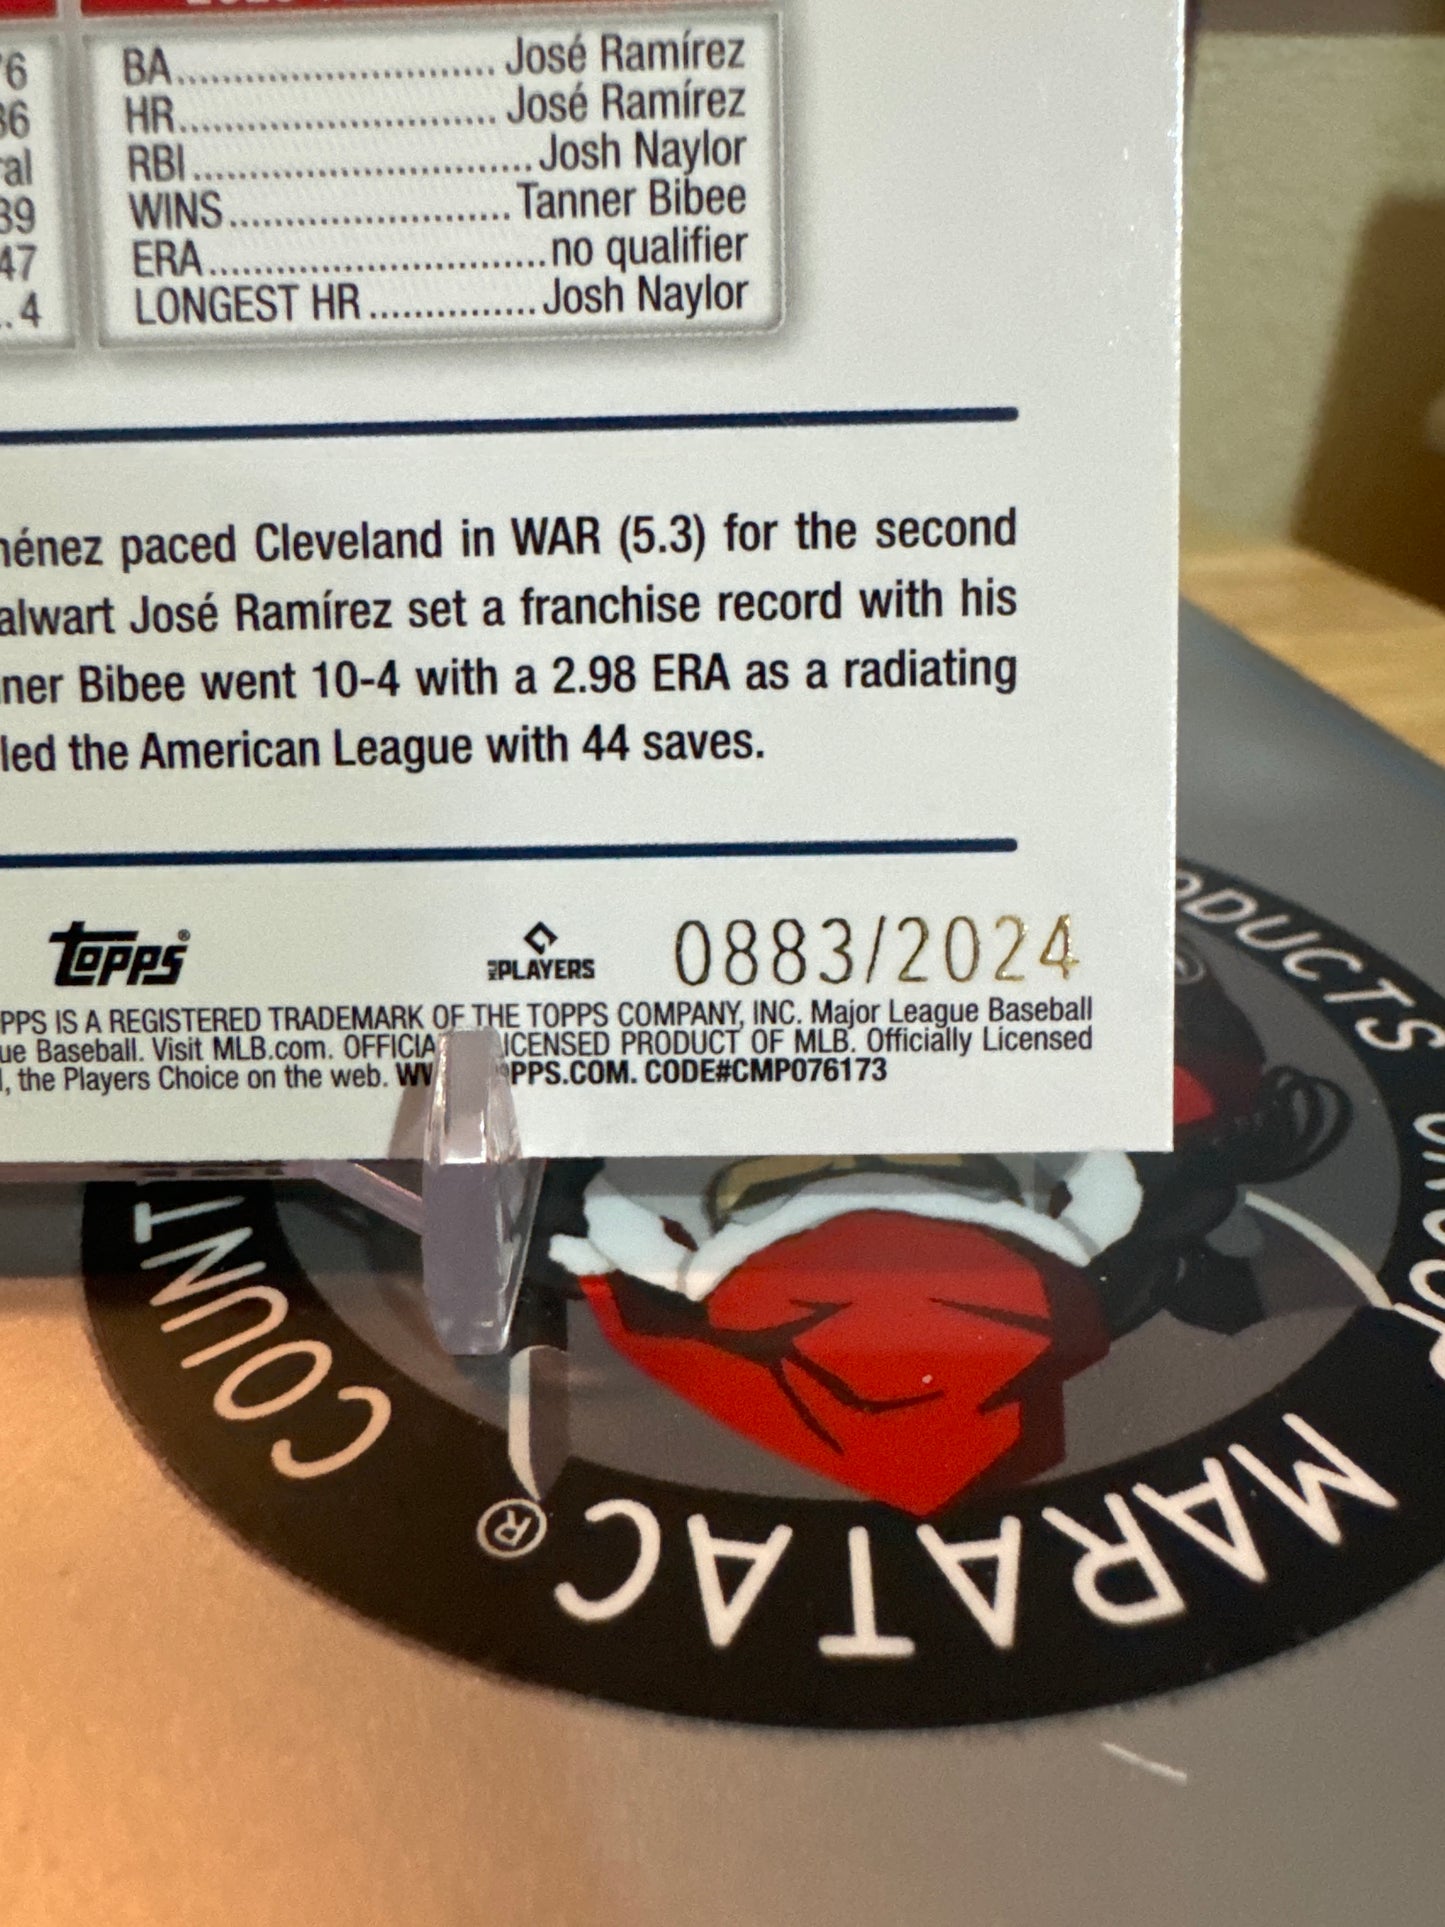 BA.............................. José Ramírez
HR.............................. José Ramírez
RBI................................ Josh Naylor
WINS.......................... Tanner Bibee
ERA............................... no qualifier
LONGEST HR............... Josh Naylor
76
86
39
47
..4
paced Cleveland in WAR (5.3) for the second
José Ramírez set a franchise record with his
Bibee went 10-4 with a 2.98 ERA as a radiating
led the American League with 44 saves.
TOPPS®
PLAYERS
0883/2024
IS A REGISTERED TRADEMARK OF THE TOPPS COMPANY, INC. Major League Baseball
Baseball. Visit MLB.com. LICENSED PRODUCT OF MLB. Officially Licensed
, the Players Choice on the web. CODE#CMP076173
MARATAC®
COUNT